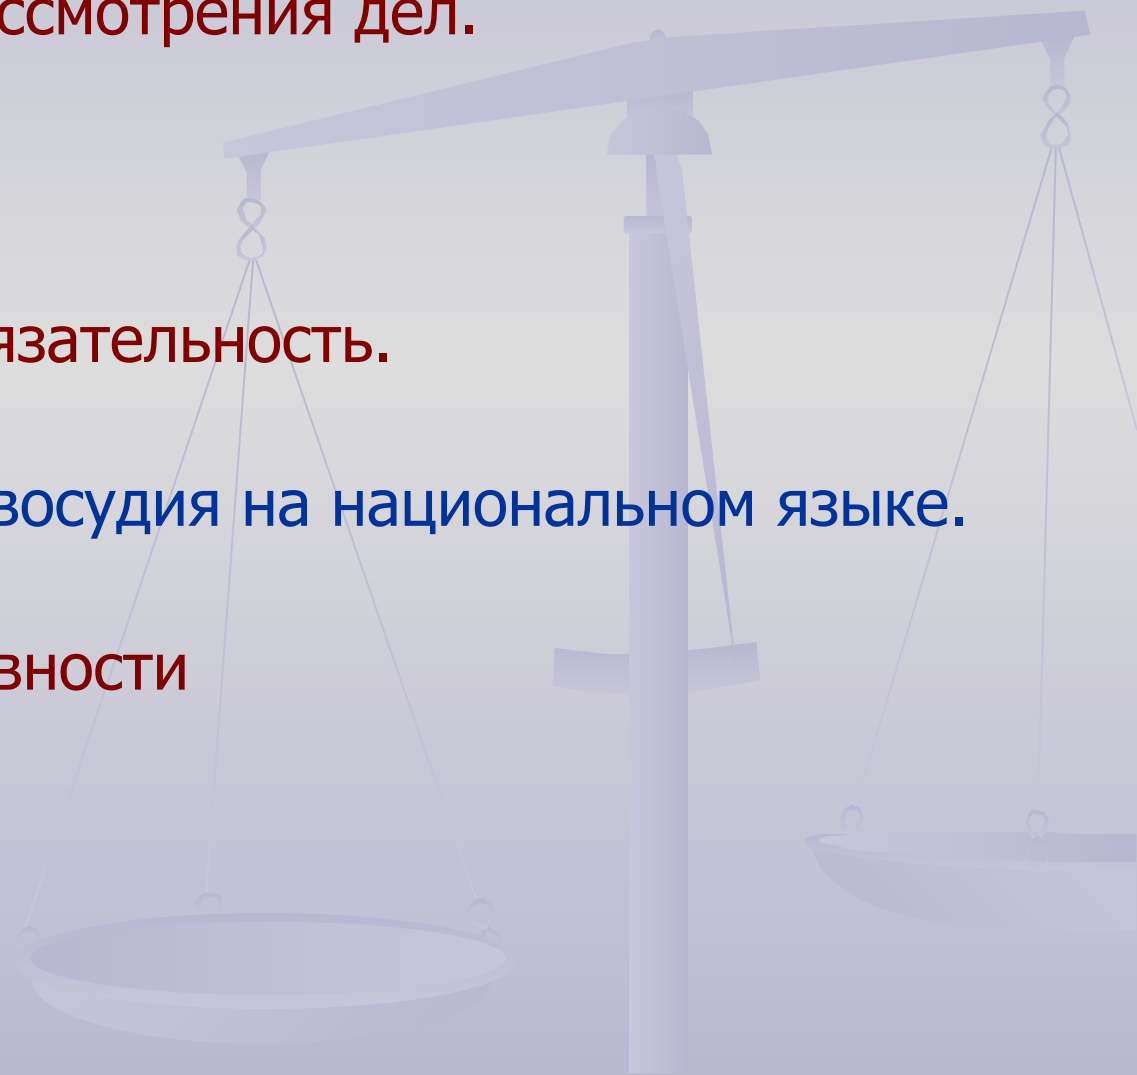 ссмотрения дел.
язательность.
восудия на национальном языке.
вности